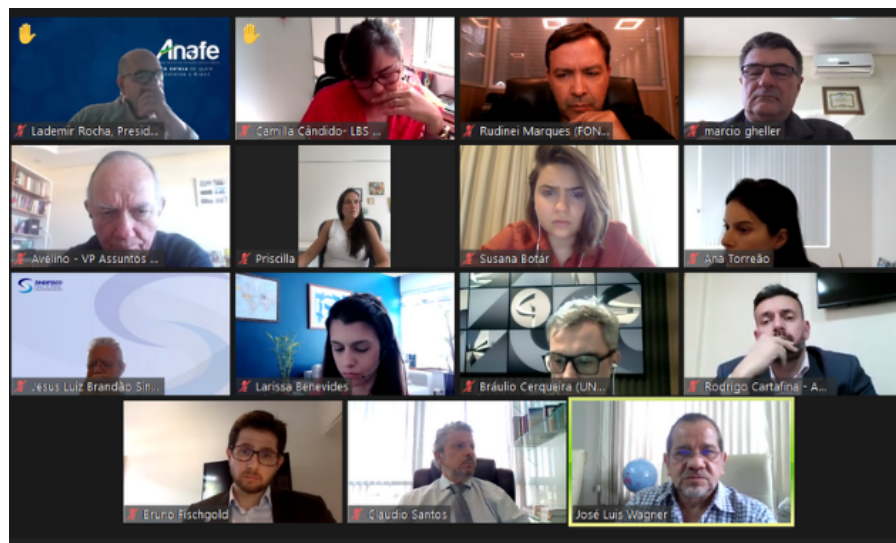 Anafe
Lademir Rocha, Presid...
Camilla Cândido- LBS ...
Rudinei Marques (FON...
marcio gheller
Avelino - VP Assuntos ...
Priscilla
Susana Botár
Ana Torreão
SINDIFISCO
Jesus Luiz Brandão Sin...
Larissa Benevides
Bráulio Cerqueira (UN...
Rodrigo Cartafina - A...
Bruno Fischgold
Claudio Santos
José Luis Wagner